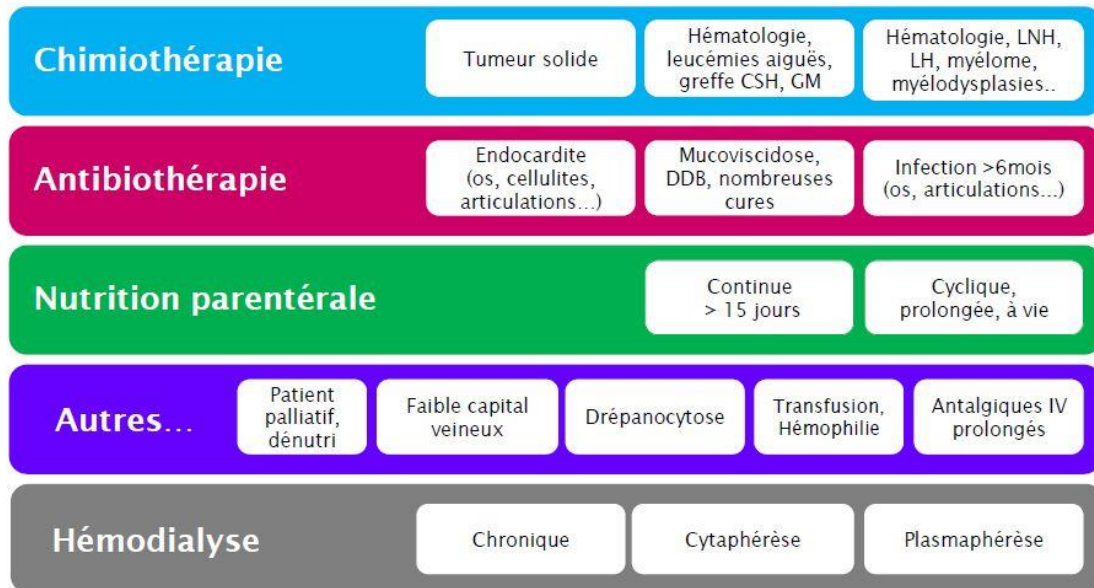 Chimiothérapie
Tumeur solide
Hématologie,
leucémies aiguës,
greffe CSH, GM
Hématologie, LNH,
LH, myélome,
myélodysplasies..
Antibiothérapie
Endocardite
(os, cellulites,
articulations...)
Mucoviscidose,
DDB, nombreuses
cures
Infection >6mois
(os, articulations...)
Nutrition parentérale
Continue
> 15 jours
Cyclique,
prolongée, à vie
Autres...
Patient
palliatif,
dénutri
Faible capital
veineux
Drépanocytose
Transfusion,
Hémophilie
Antalgiques IV
prolongés
Hémodialyse
Chronique
Cytaphérèse
Plasmaphérèse